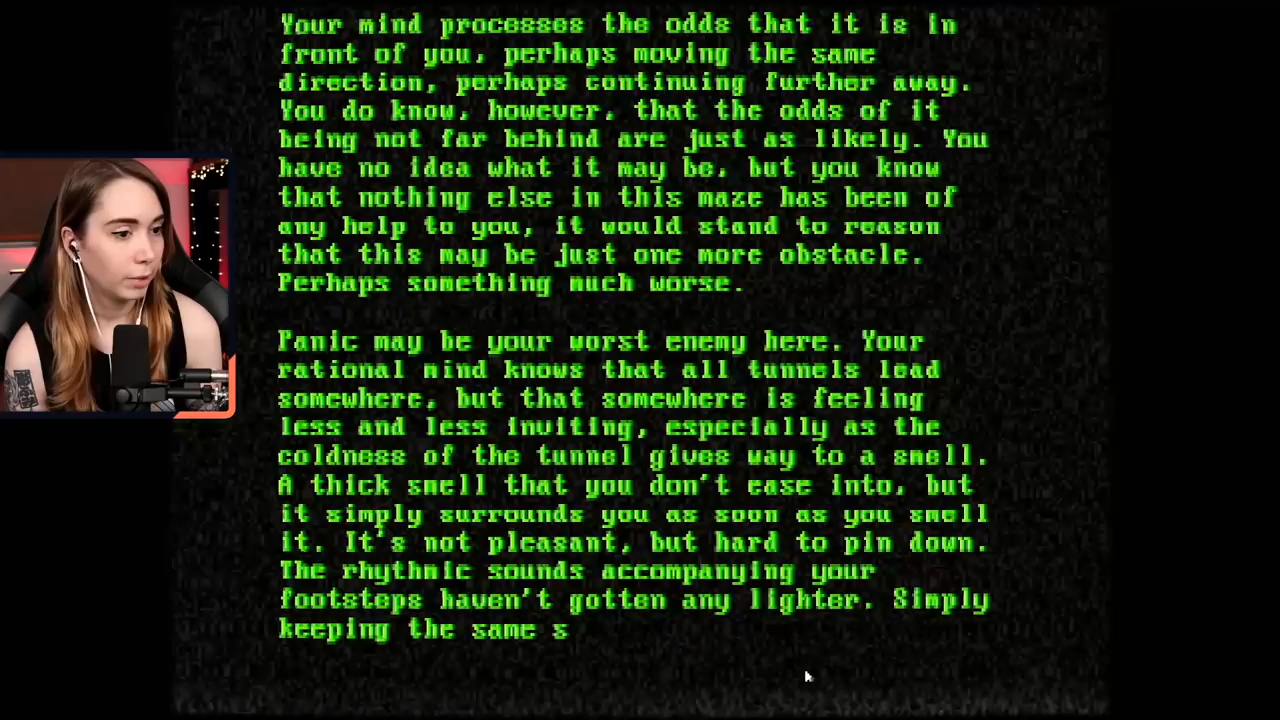 Your mind processes the odds that it is in
front of you, perhaps moving the same
direction, perhaps continuing further away.
You do know, however, that the odds of it
being not far behind are just as likely. You
have no idea what it may be, but you know
that nothing else in this maze has been of
any help to you, it would stand to reason
that this may be just one more obstacle.
Perhaps something much worse.
Panic may be your worst enemy here. Your
rational mind knows that all tunnels lead
somewhere, but that somewhere is feeling
less and less inviting, especially as the
coldness of the tunnel gives way to a smell.
A thick smell that you don't ease into, but
it simply surrounds you as soon as you smell
it. It's not pleasant, but hard to pin down.
The rhythmic sounds accompanying your
footsteps haven't gotten any lighter. Simply
keeping the same s